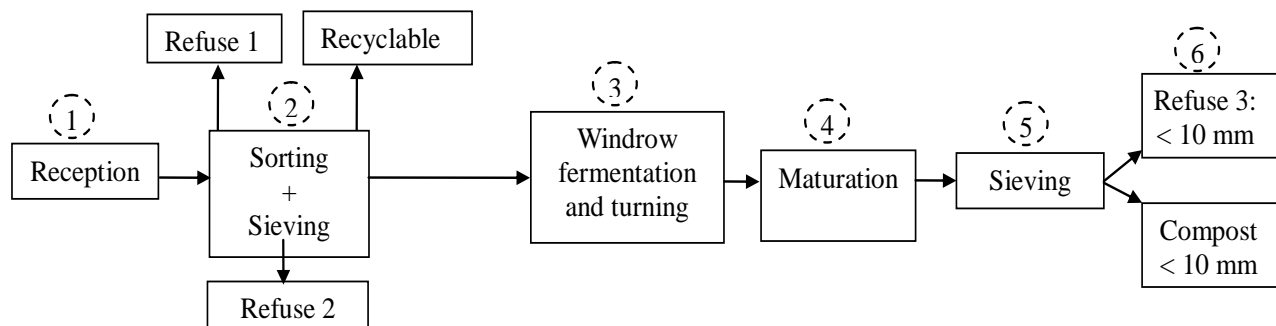 Refuse 1
Recyclable
1
2
3
4
5
6
Reception
Sorting
+
Sieving
Refuse 2
Windrow
fermentation
and turning
Maturation
Sieving
Refuse 3:
< 10 mm
Compost
< 10 mm